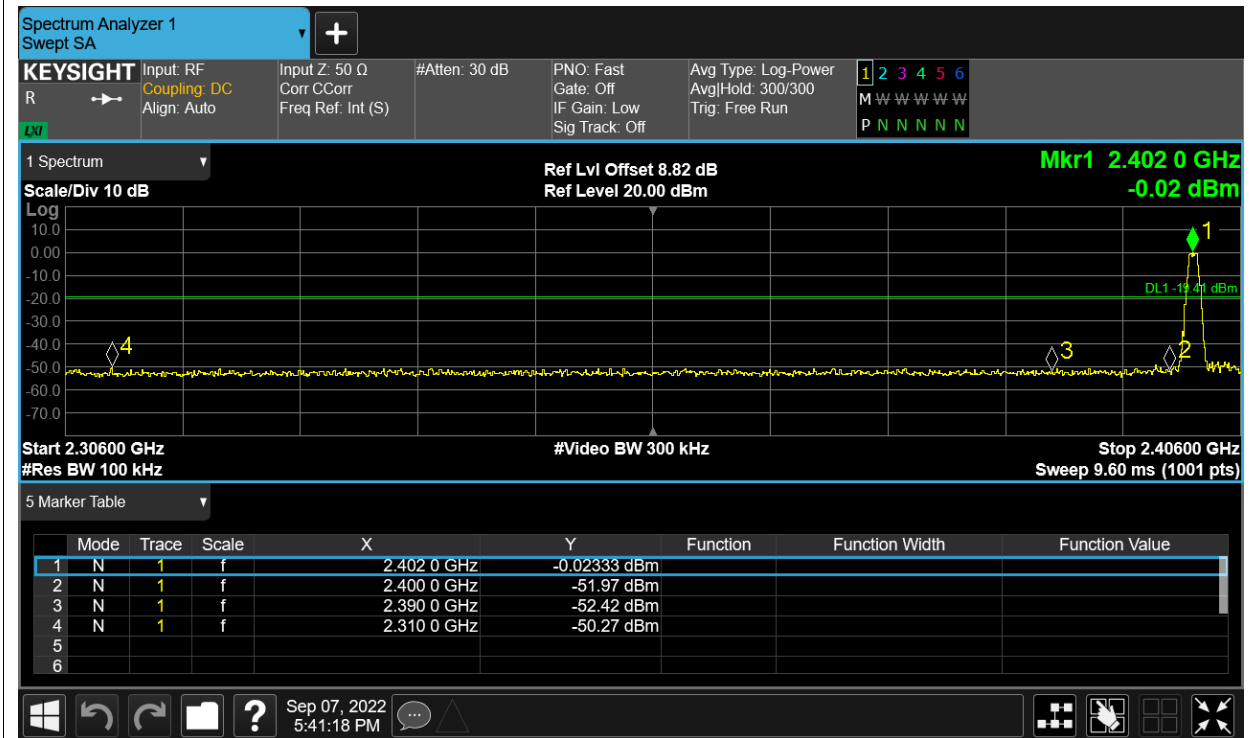 Spectrum Analyzer 1
Swept SA
+
KEYSIGHT
R
LXI
Input: RF
Coupling: DC
Align: Auto
Input Z: 50 Ω
Corr CCorr
Freq Ref: Int (S)
#Atten: 30 dB
PNO: Fast
Gate: Off
IF Gain: Low
Sig Track: Off
Avg Type: Log-Power
Avg|Hold: 300/300
Trig: Free Run
1 2 3 4 5 6
M W W W W W
P N N N N N
1 Spectrum
Scale/Div 10 dB
Ref Lvl Offset 8.82 dB
Ref Level 20.00 dBm
Mkr1 2.402 0 GHz
-0.02 dBm
Log
10.0
0.00
-10.0
-20.0
-30.0
-40.0
-50.0
-60.0
-70.0
1
DL1 -19.41 dBm
4
3
2
Start 2.30600 GHz
#Video BW 300 kHz
Stop 2.40600 GHz
#Res BW 100 kHz
Sweep 9.60 ms (1001 pts)
5 Marker Table
Mode Trace Scale X Y Function Function Width Function Value
1 N 1 f 2.402 0 GHz -0.02333 dBm
2 N 1 f 2.400 0 GHz -51.97 dBm
3 N 1 f 2.390 0 GHz -52.42 dBm
4 N 1 f 2.310 0 GHz -50.27 dBm
5
6
?
Sep 07, 2022
5:41:18 PM